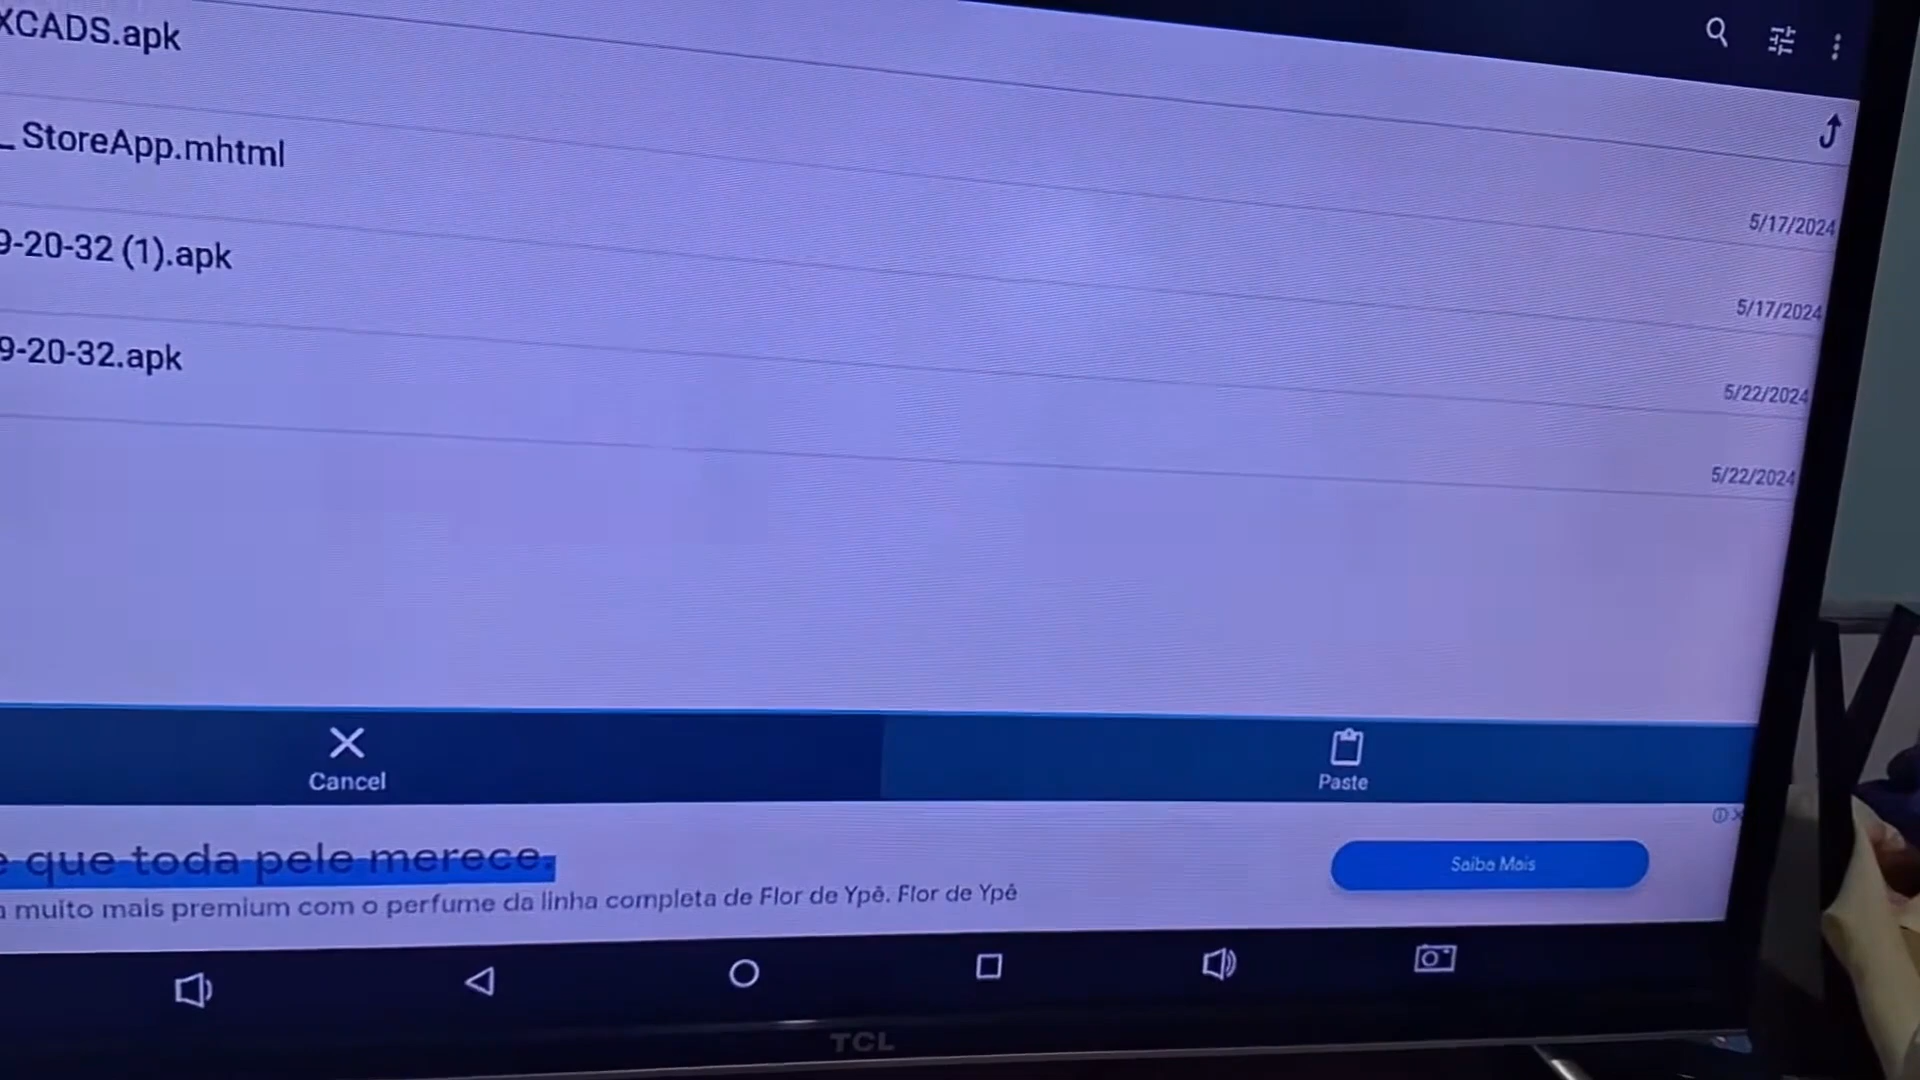 XCADS.apk
_ StoreApp.mhtml
5/17/2024
9-20-32 (1).apk
5/17/2024
9-20-32.apk
5/22/2024
5/22/2024
Cancel
Paste
e que toda pele merece.
a muito mais premium com o perfume da linha completa de Flor de Ypê. Flor de Ypê
Saiba Mais
TCL